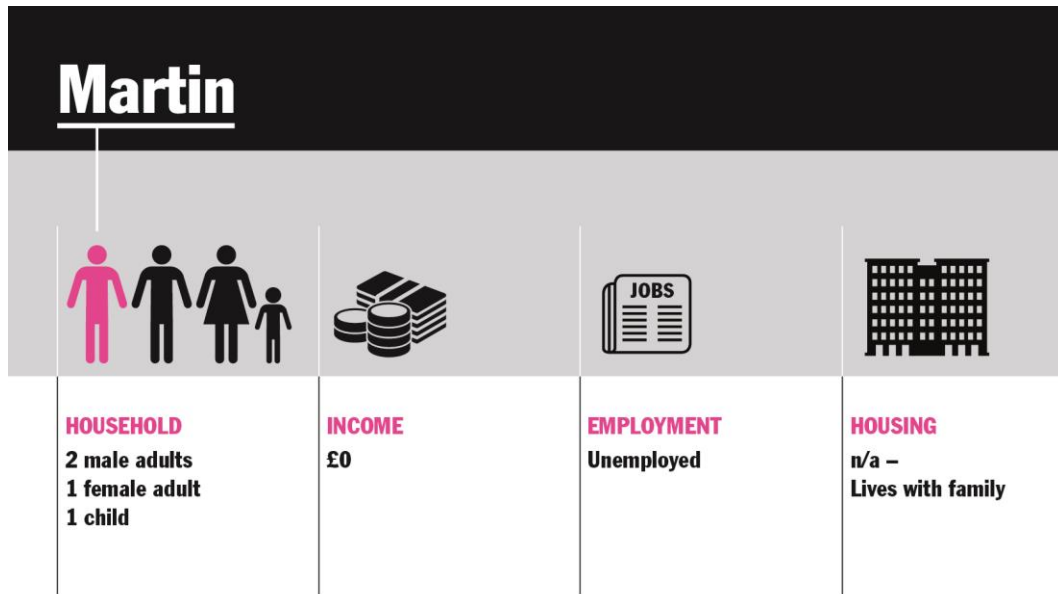 Martin
JOBS
HOUSEHOLD
2 male adults
1 female adult
1 child
INCOME
£0
EMPLOYMENT
Unemployed
HOUSING
n/a –
Lives with family